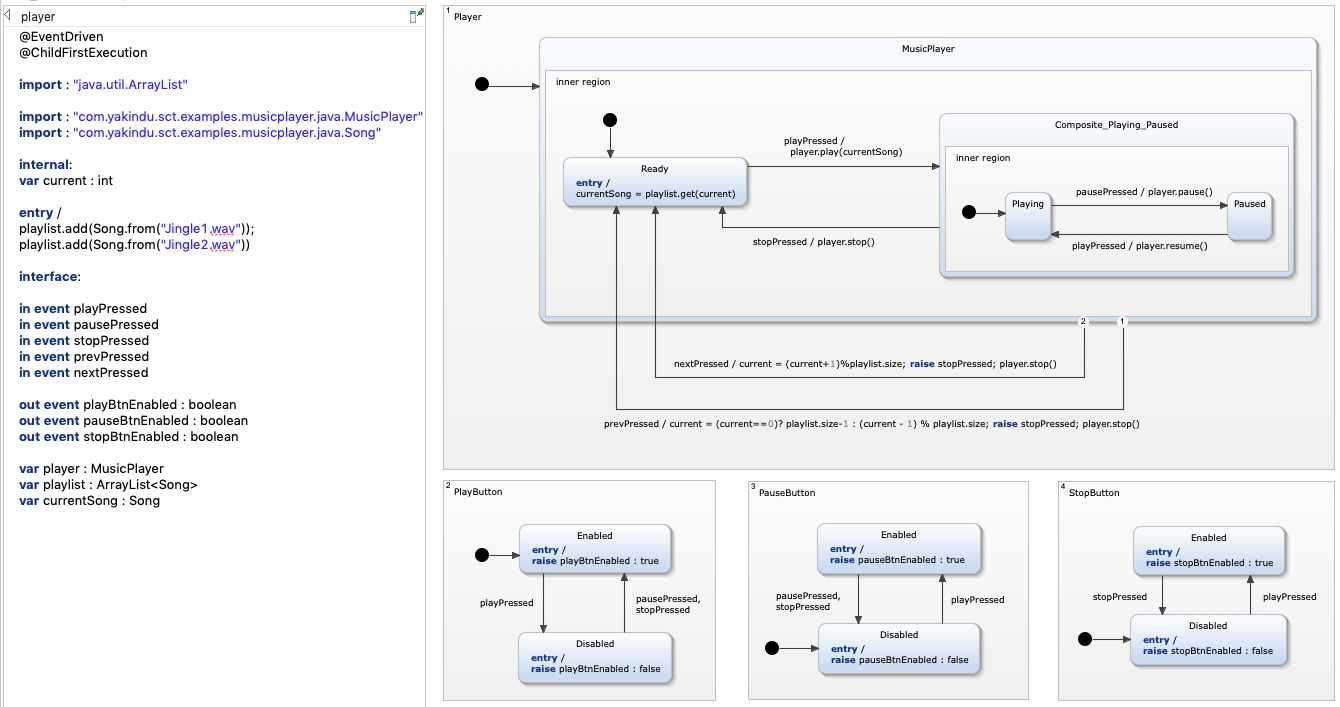 player
@EventDriven
@ChildFirstExecution
import : "java.util.ArrayList"
import : "com.yakindu.sct.examples.musicplayer.java.MusicPlayer"
import : "com.yakindu.sct.examples.musicplayer.java.Song"
internal:
var current : int
entry /
playlist.add(Song.from("Jingle1.wav"));
playlist.add(Song.from("Jingle2.wav"))
interface:
in event playPressed
in event pausePressed
in event stopPressed
in event prevPressed
in event nextPressed
out event playBtnEnabled : boolean
out event pauseBtnEnabled : boolean
out event stopBtnEnabled : boolean
var player : MusicPlayer
var playlist : ArrayList<Song>
var currentSong : Song
1
Player
MusicPlayer
inner region
Ready
entry /
currentSong = playlist.get(current)
playPressed /
player.play(currentSong)
stopPressed / player.stop()
Composite_Playing_Paused
inner region
Playing
pausePressed / player.pause()
Paused
playPressed / player.resume()
2
1
nextPressed / current = (current+1)%playlist.size; raise stopPressed; player.stop()
prevPressed / current = (current==0)? playlist.size-1 : (current - 1) % playlist.size; raise stopPressed; player.stop()
2
PlayButton
Enabled
entry /
raise playBtnEnabled : true
playPressed
pausePressed,
stopPressed
Disabled
entry /
raise playBtnEnabled : false
3
PauseButton
Enabled
entry /
raise pauseBtnEnabled : true
pausePressed,
stopPressed
playPressed
Disabled
entry /
raise pauseBtnEnabled : false
4
StopButton
Enabled
entry /
raise stopBtnEnabled : true
stopPressed
playPressed
Disabled
entry /
raise stopBtnEnabled : false